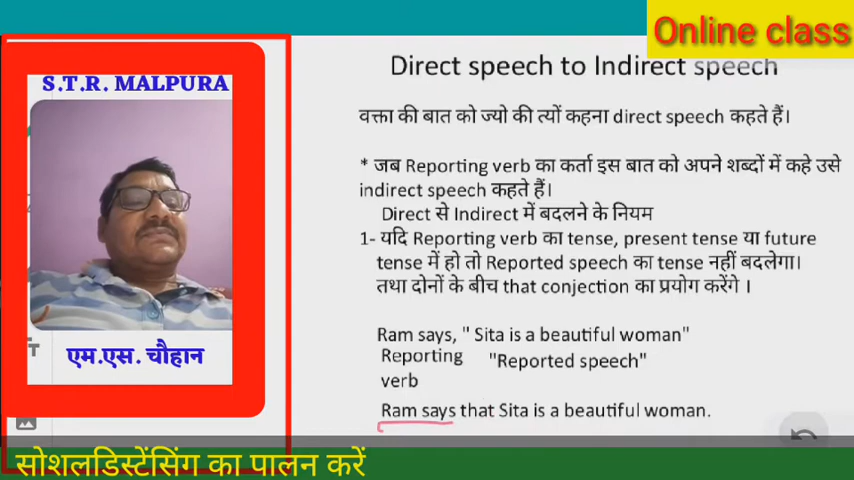 Online class
S.T.R. MALPURA
Direct speech to Indirect speech
वक्ता की बात को ज्यो की त्यों कहना direct speech कहते हैं।
* जब Reporting verb का कर्ता इस बात को अपने शब्दों में कहे उसे
indirect speech कहते हैं।
Direct से Indirect में बदलने के नियम
1- यदि Reporting verb का tense, present tense या future
tense में हो तो Reported speech का tense नहीं बदलेगा।
तथा दोनों के बीच that conjection का प्रयोग करेंगे ।
Ram says, " Sita is a beautiful woman"
Reporting "Reported speech"
verb
Ram says that Sita is a beautiful woman.
एम.एस. चौहान
सोशलडिस्टेंसिंग का पालन करें